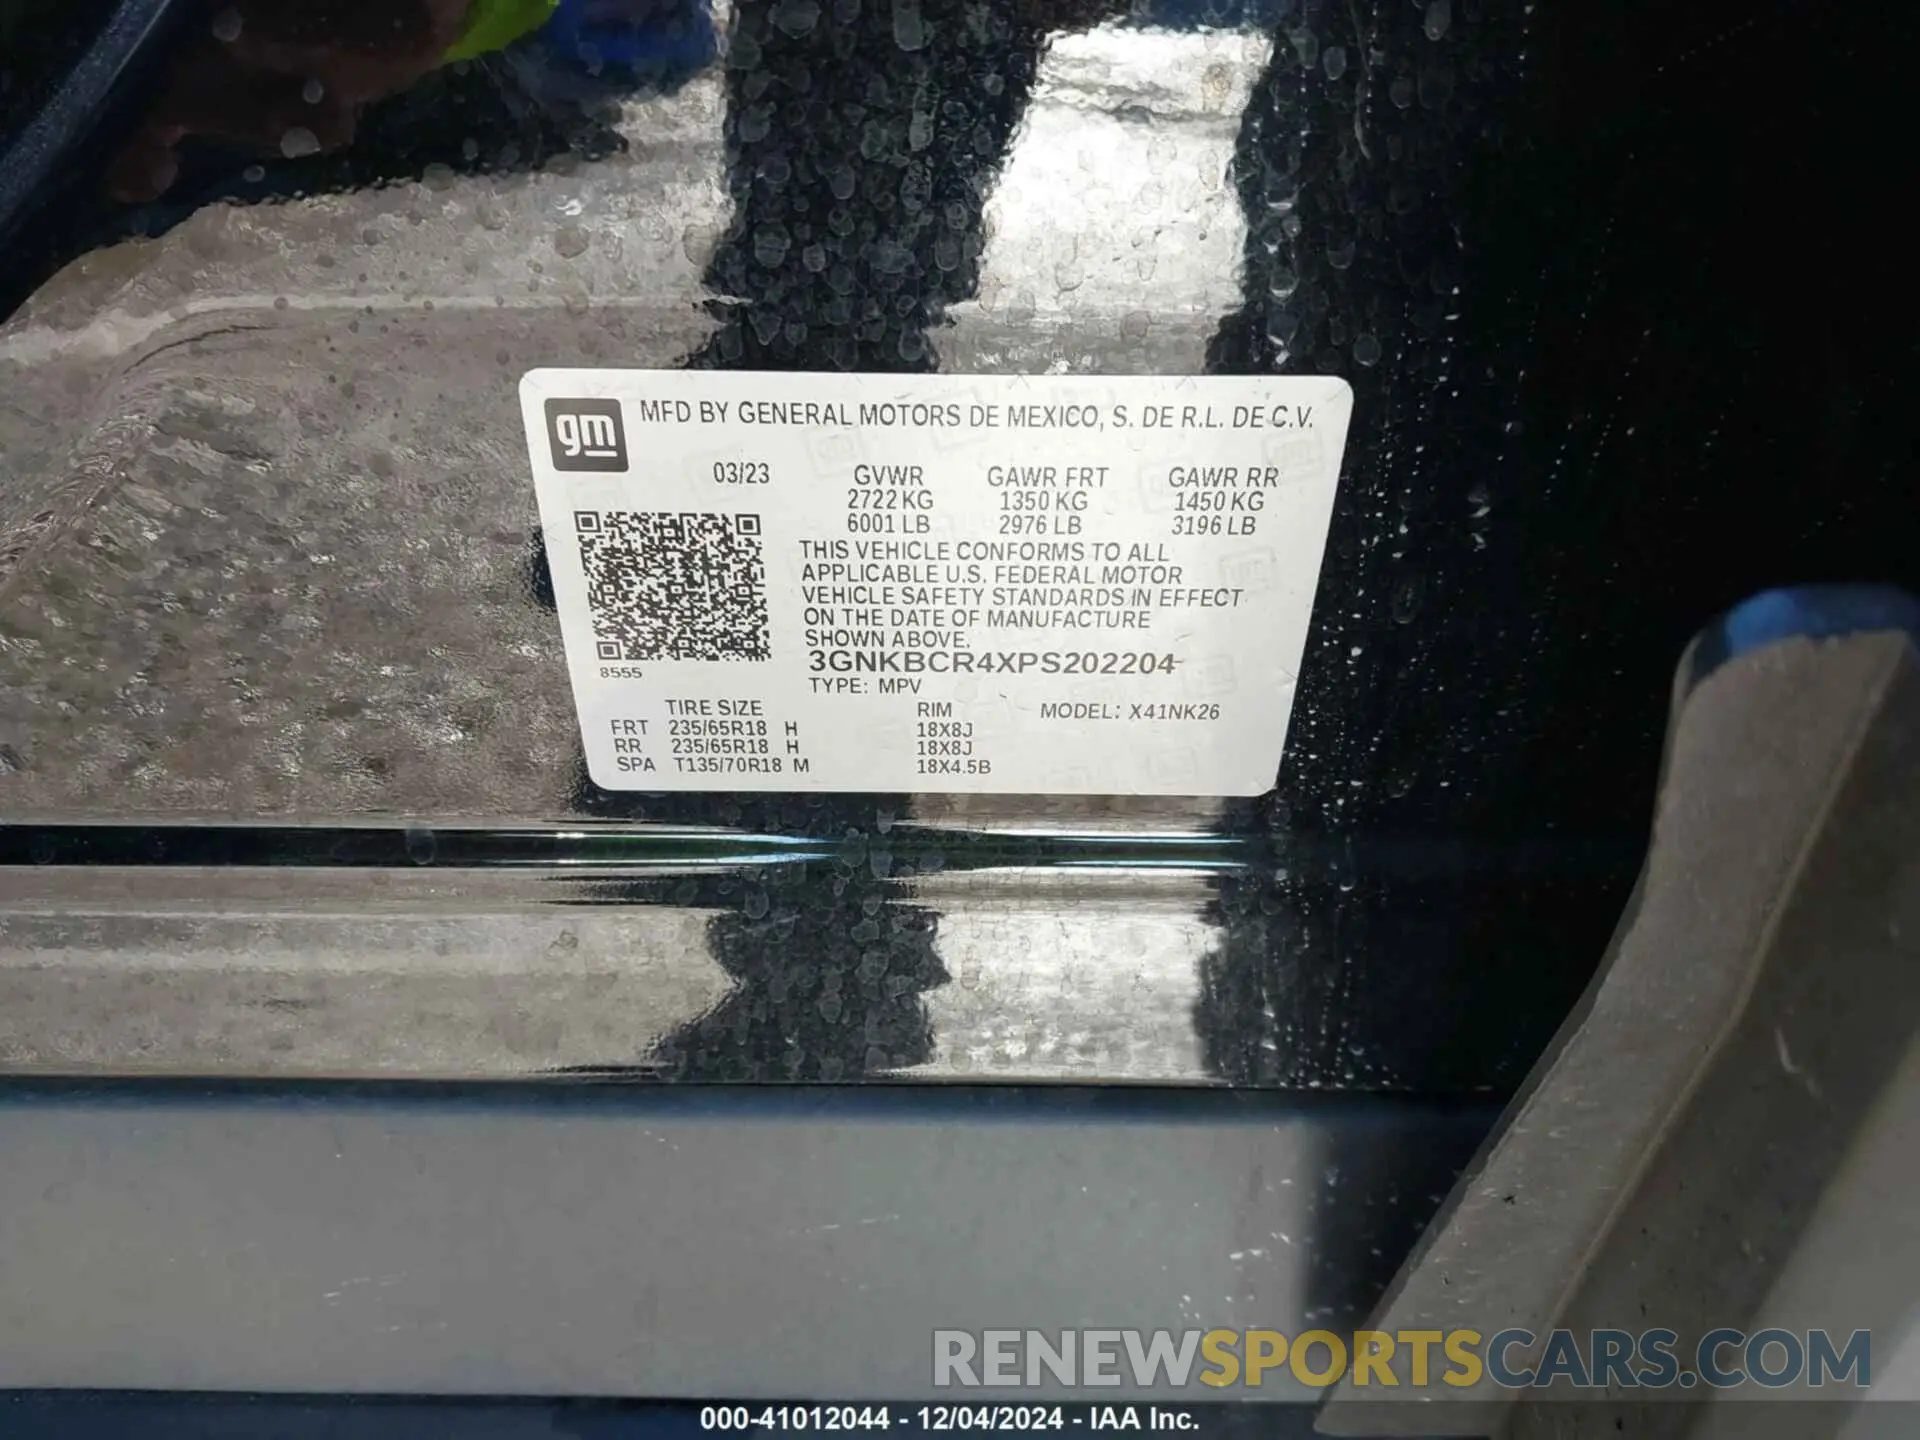 gm
MFD BY GENERAL MOTORS DE MEXICO, S. DE R.L. DE C.V.
03/23 GVWR GAWR FRT GAWR RR
2722 KG 1350 KG 1450 KG
6001 LB 2976 LB 3196 LB
THIS VEHICLE CONFORMS TO ALL
APPLICABLE U.S. FEDERAL MOTOR
VEHICLE SAFETY STANDARDS IN EFFECT
ON THE DATE OF MANUFACTURE
SHOWN ABOVE.
3GNKBCR4XPS202204
8555
TYPE: MPV
TIRE SIZE RIM MODEL: X41NK26
FRT 235/65R18 H 18X8J
RR 235/65R18 H 18X8J
SPA T135/70R18 M 18X4.5B
RENEWSPORTSCARS.COM
000-41012044 - 12/04/2024 - IAA Inc.